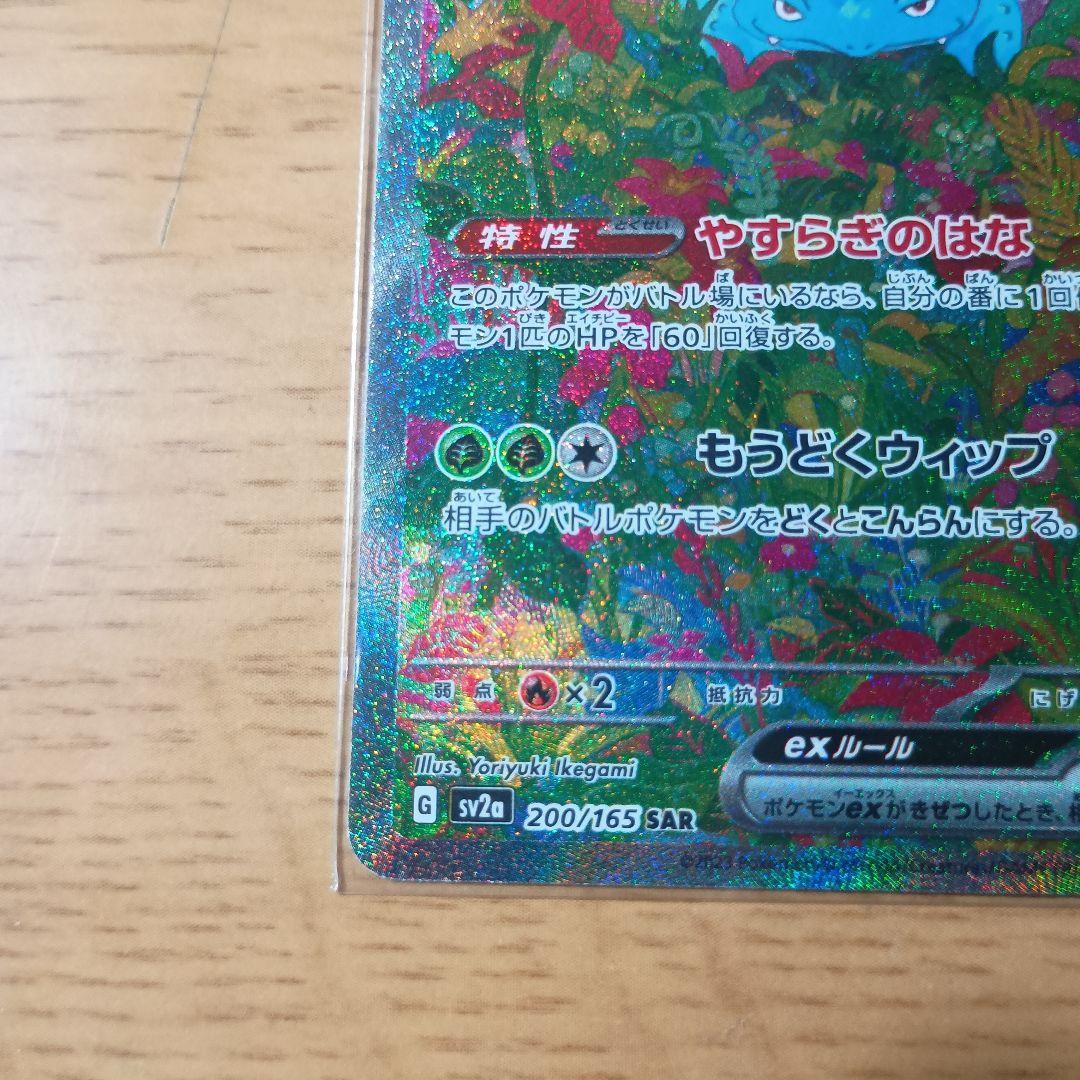 特性 どくせい やすらぎのはな
ば じぶん ばん かい
このポケモンがバトル場にいるなら、自分の番に1回
びき エイチピー かいふく
モン1匹のHPを「60」回復する。
もうどくウィップ
あいて
相手のバトルポケモンをどくとこんらんにする。
弱点 ×2 抵抗力 にげ
exルール
Illus. Yoriyuki Ikegami
イーエックス
G sv2a 200/165 SAR ポケモンexがきぜつしたとき、